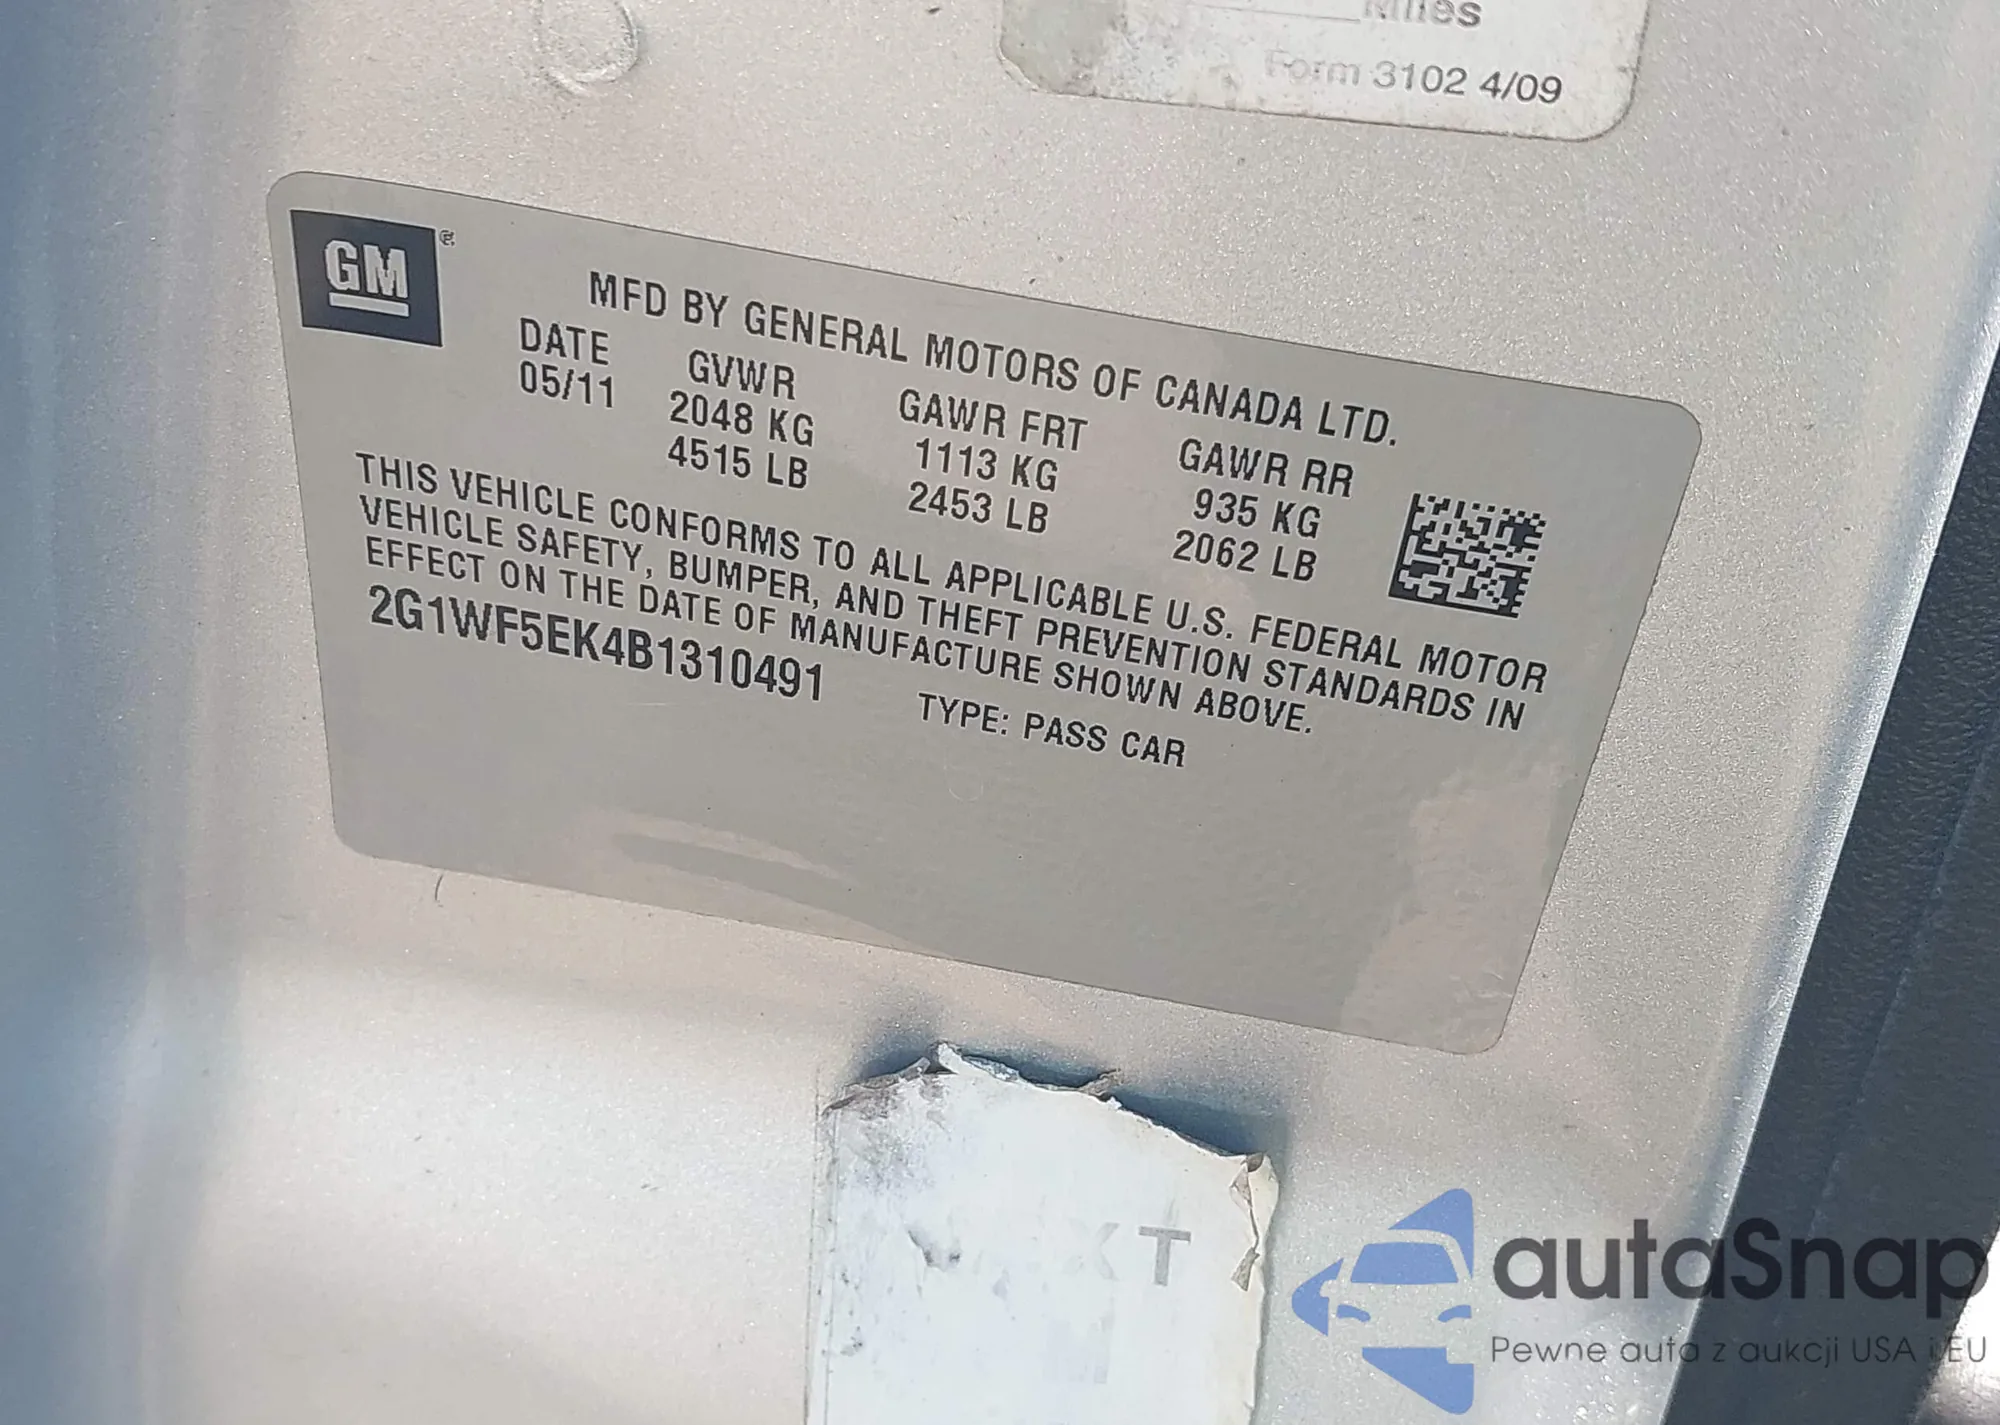 Miles
Form 3102 4/09
GM®
MFD BY GENERAL MOTORS OF CANADA LTD.
DATE GVWR GAWR FRT GAWR RR
05/11 2048 KG 1113 KG 935 KG
4515 LB 2453 LB 2062 LB
THIS VEHICLE CONFORMS TO ALL APPLICABLE U.S. FEDERAL MOTOR
VEHICLE SAFETY, BUMPER, AND THEFT PREVENTION STANDARDS IN
EFFECT ON THE DATE OF MANUFACTURE SHOWN ABOVE.
2G1WF5EK4B1310491 TYPE: PASS CAR
autaSnap
Pewne auta z aukcji USA i EU